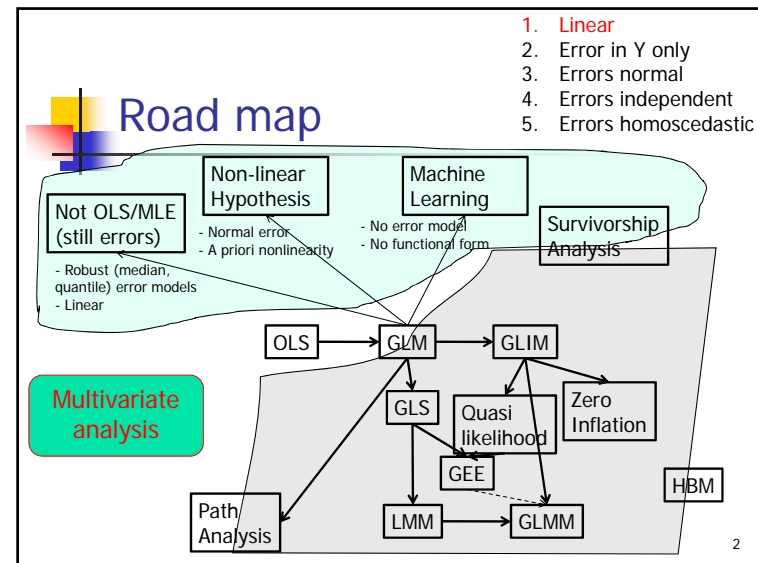 1. Linear
2. Error in Y only
3. Errors normal
4. Errors independent
5. Errors homoscedastic
Road map
Non-linear
Hypothesis
- Normal error
- A priori nonlinearity
Machine
Learning
- No error model
- No functional form
Not OLS/MLE
(still errors)
- Robust (median,
quantile) error models
- Linear
Survivorship
Analysis
OLS
GLM
GLIM
Multivariate
analysis
GLS
Quasi
likelihood
Zero
Inflation
GEE
HBM
Path
Analysis
LMM
GLMM
2